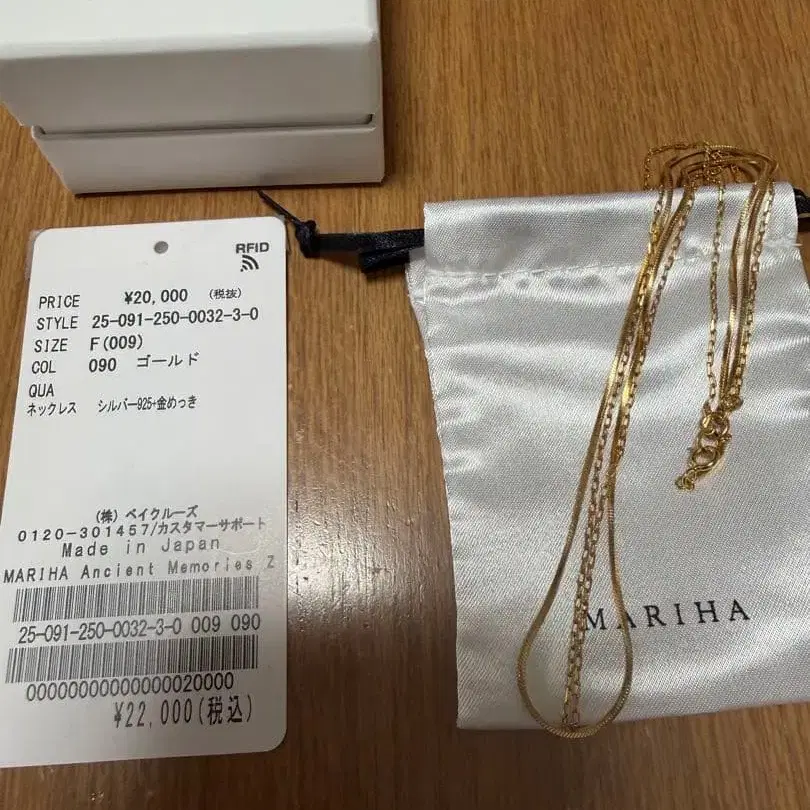 RFID
PRICE ¥20,000 (税抜)
STYLE 25-091-250-0032-3-0
SIZE F(009)
COL 090 ゴールド
QUA
ネックレス シルバー925+金めっき
(株)ベイクルーズ
0120-301457/カスタマーサポート
Made in Japan
MARIHA Ancient Memories Z
25-091-250-0032-3-0 009 090
00000000000000020000
¥22,000(税込)
MARIHA